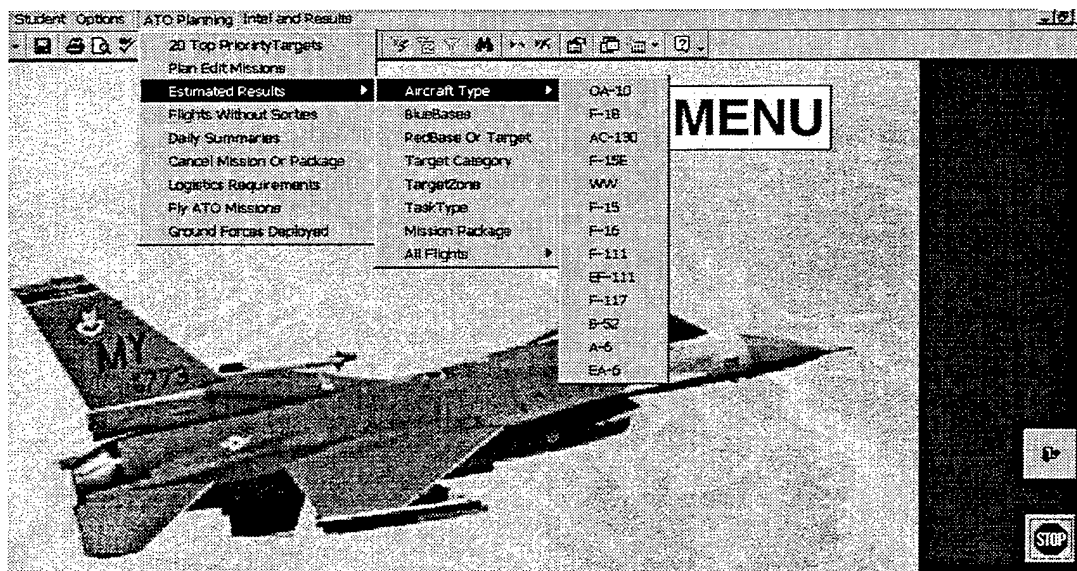 Student Options ATO Planning Intel and Results
20 Top PriorirtyTargets
Plan Edit Missions
Estimated Results
Flights Without Sorties
Daily Summaries
Cancel Mission Or Package
Logistics Requirements
Fly ATO Missions
Ground Forces Deployed
Aircraft Type
BlueBases
RedBase Or Target
Target Category
TargetZone
TaskType
Mission Package
All Flights
OA-10
F-18
AC-130
F-15E
WW
F-15
F-16
F-111
EF-111
F-117
B-52
A-6
EA-6
MENU
MY
STOP